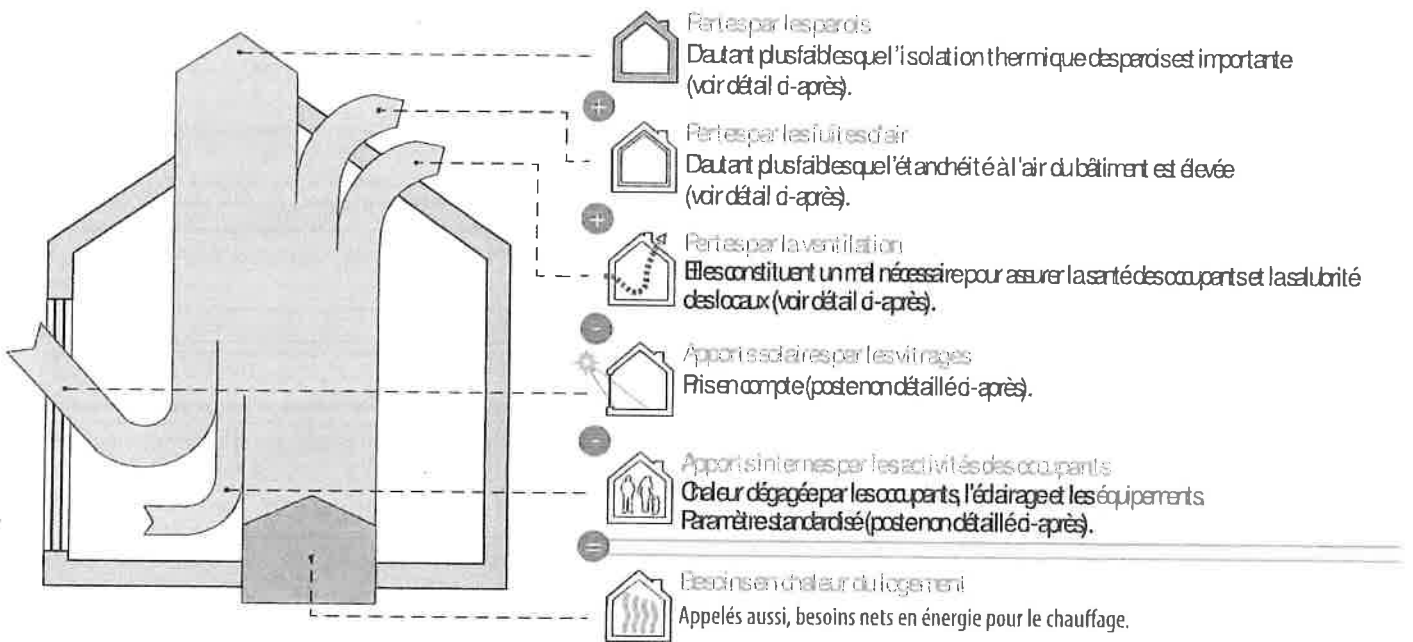 Pertes par les parois
D'autant plus faibles que l'isolation thermique des parois est importante
(voir détail ci-après).
+
Pertes par les fuites d'air
D'autant plus faibles que l'étanchéité à l'air du bâtiment est élevée
(voir détail ci-après).
+
Pertes par la ventilation
Elles constituent un mal nécessaire pour assurer la santé des occupants et la salubrité
des locaux (voir détail ci-après).
-
Apports solaires par les vitrages
Pris en compte (poste non détaillé ci-après).
-
Apports internes par les activités des occupants
Chaleur dégagée par les occupants, l'éclairage et les équipements.
Paramètre standardisé (poste non détaillé ci-après).
=
Besoins en chaleur du logement
Appelés aussi, besoins nets en énergie pour le chauffage.